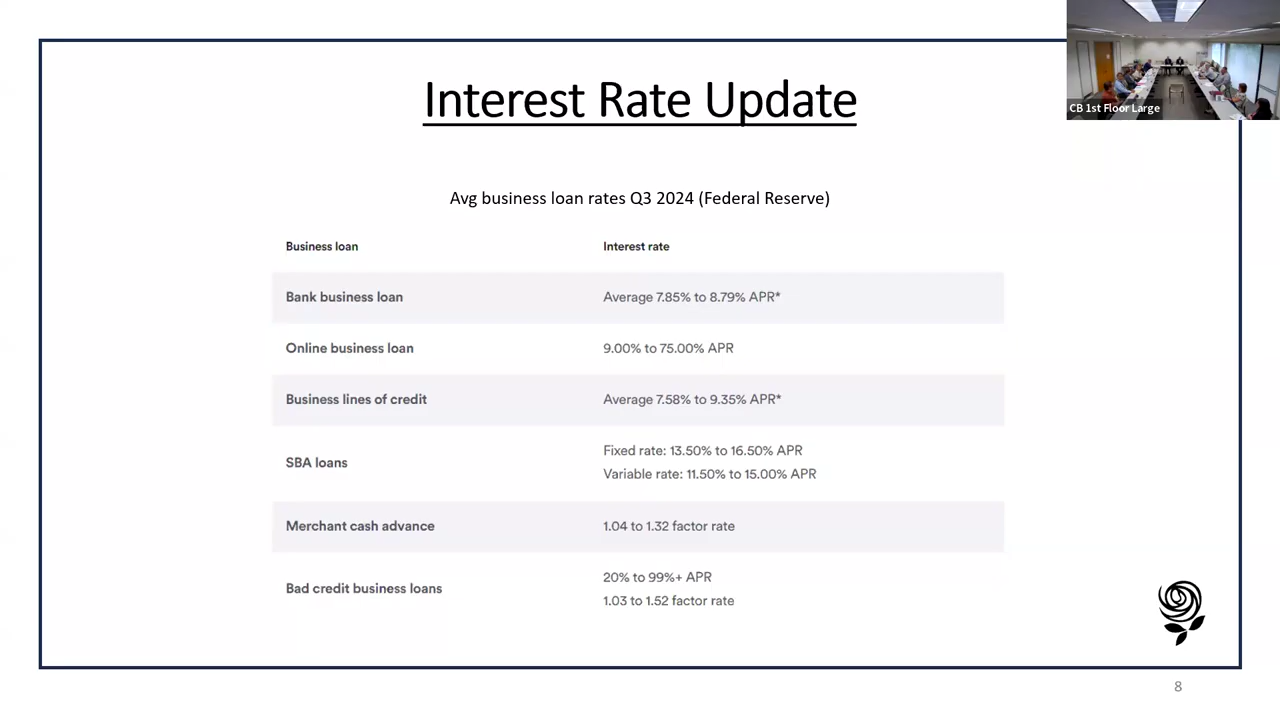 CB 1st Floor Large
Interest Rate Update
Avg business loan rates Q3 2024 (Federal Reserve)
Business loan Interest rate
Bank business loan Average 7.85% to 8.79% APR*
Online business loan 9.00% to 75.00% APR
Business lines of credit Average 7.58% to 9.35% APR*
SBA loans Fixed rate: 13.50% to 16.50% APR
Variable rate: 11.50% to 15.00% APR
Merchant cash advance 1.04 to 1.32 factor rate
Bad credit business loans 20% to 99%+ APR
1.03 to 1.52 factor rate
8